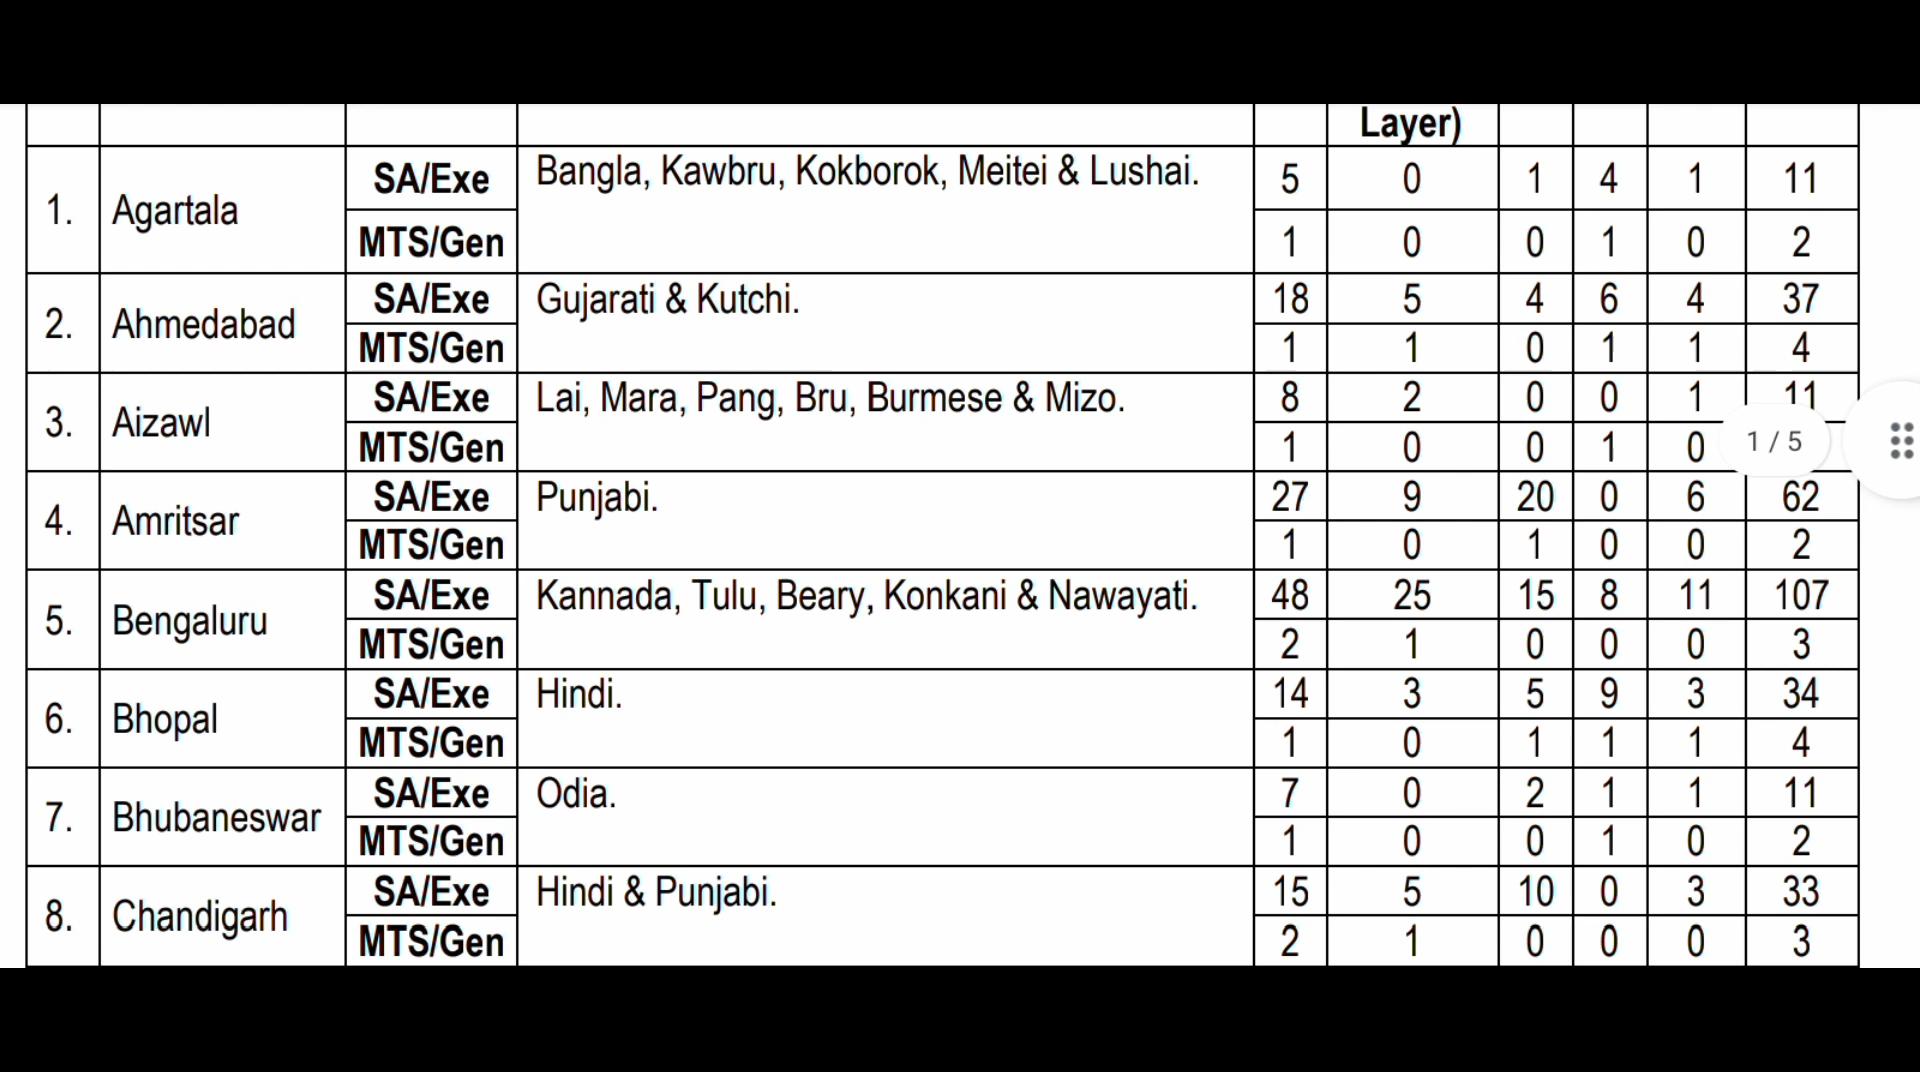 Layer)
1. Agartala SA/Exe Bangla, Kawbru, Kokborok, Meitei & Lushai. 5 0 1 4 1 11
MTS/Gen 1 0 0 1 0 2
2. Ahmedabad SA/Exe Gujarati & Kutchi. 18 5 4 6 4 37
MTS/Gen 1 1 0 1 1 4
3. Aizawl SA/Exe Lai, Mara, Pang, Bru, Burmese & Mizo. 8 2 0 0 1 11
MTS/Gen 1 0 0 1 0
1 / 5
4. Amritsar SA/Exe Punjabi. 27 9 20 0 6 62
MTS/Gen 1 0 1 0 0 2
5. Bengaluru SA/Exe Kannada, Tulu, Beary, Konkani & Nawayati. 48 25 15 8 11 107
MTS/Gen 2 1 0 0 0 3
6. Bhopal SA/Exe Hindi. 14 3 5 9 3 34
MTS/Gen 1 0 1 1 1 4
7. Bhubaneswar SA/Exe Odia. 7 0 2 1 1 11
MTS/Gen 1 0 0 1 0 2
8. Chandigarh SA/Exe Hindi & Punjabi. 15 5 10 0 3 33
MTS/Gen 2 1 0 0 0 3